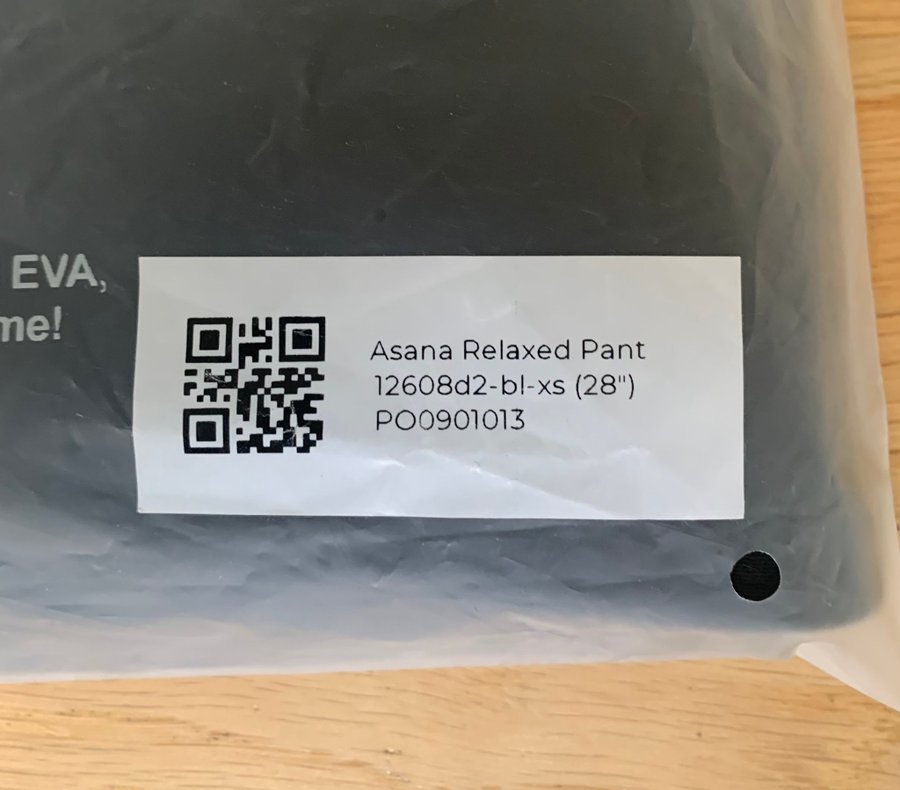 EVA,
me!
Asana Relaxed Pant
12608d2-bl-xs (28")
PO0901013